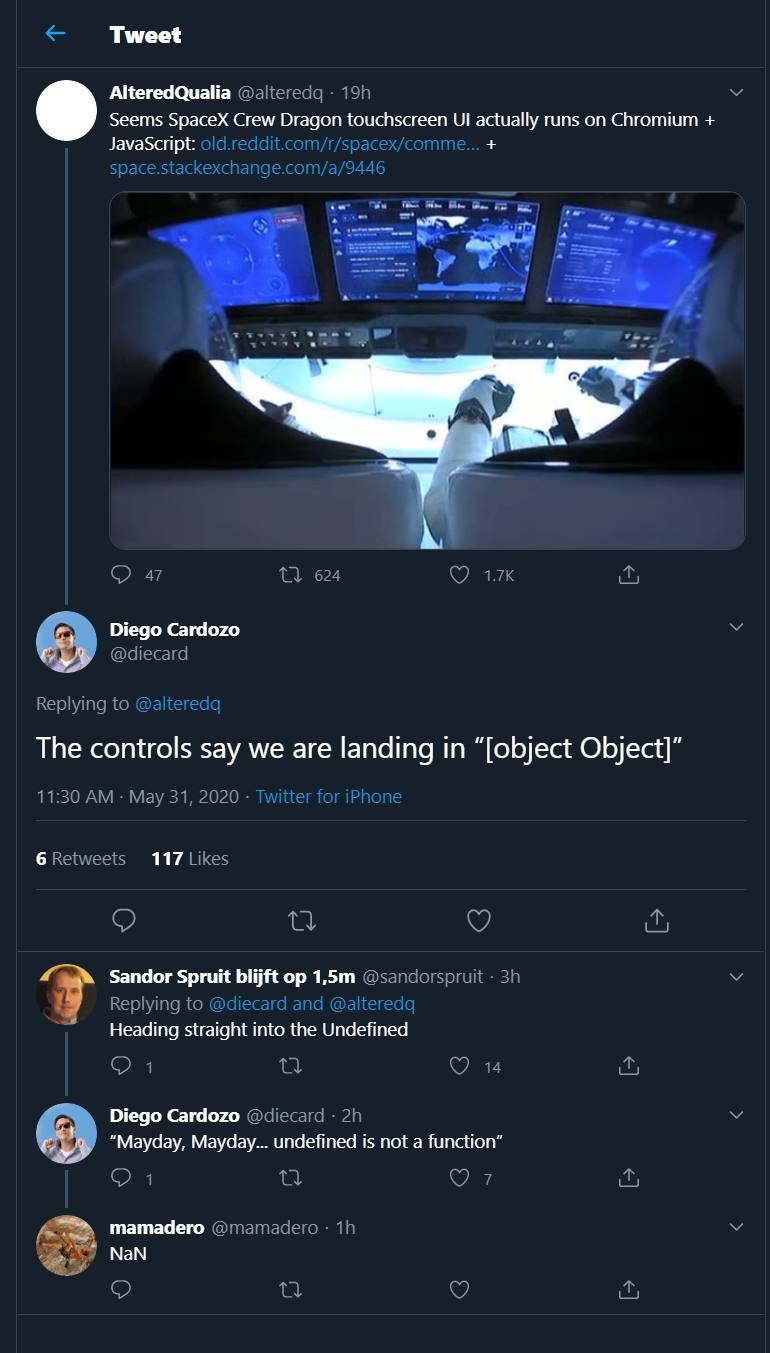 Tweet
AlteredQualia @alteredq · 19h
Seems SpaceX Crew Dragon touchscreen UI actually runs on Chromium +
JavaScript: old.reddit.com/r/spacex/comme... +
space.stackexchange.com/a/9446
47 624 1.7K
Diego Cardozo
@diecard
Replying to @alteredq
The controls say we are landing in “[object Object]”
11:30 AM · May 31, 2020 · Twitter for iPhone
6 Retweets 117 Likes
Sandor Spruit blijft op 1,5m @sandorspruit · 3h
Replying to @diecard and @alteredq
Heading straight into the Undefined
1 14
Diego Cardozo @diecard · 2h
“Mayday, Mayday... undefined is not a function”
1 7
mamadero @mamadero · 1h
NaN